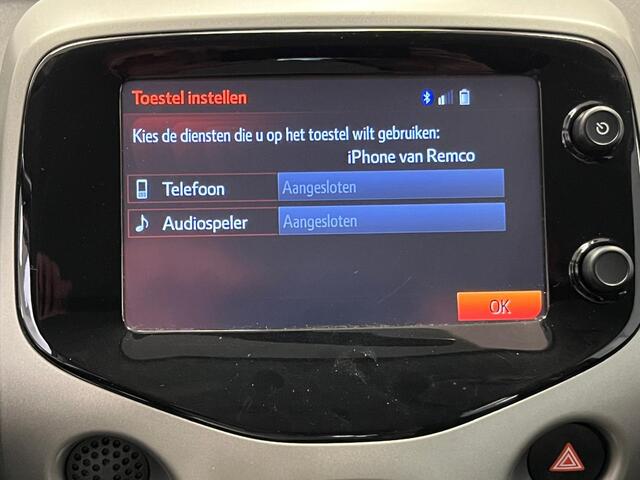 Toestel instellen
Kies de diensten die u op het toestel wilt gebruiken:
iPhone van Remco
Telefoon Aangesloten
Audiospeler Aangesloten
OK